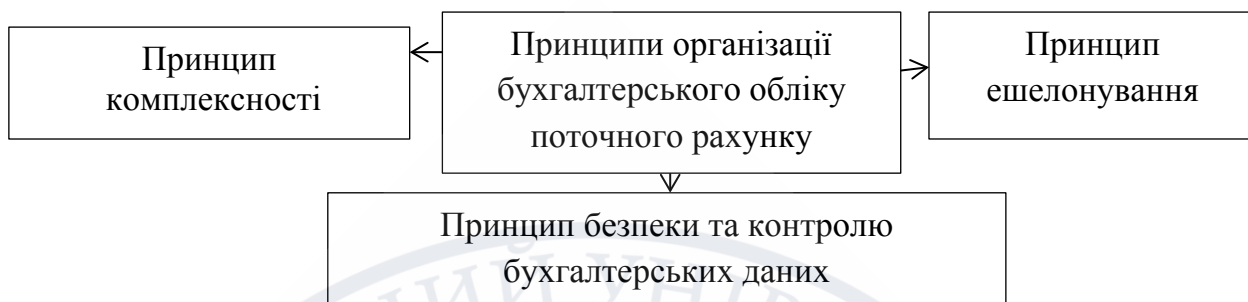 Принцип
комплексності
Принципи організації
бухгалтерського обліку
поточного рахунку
Принцип
ешелонування
Принцип безпеки та контролю
бухгалтерських даних